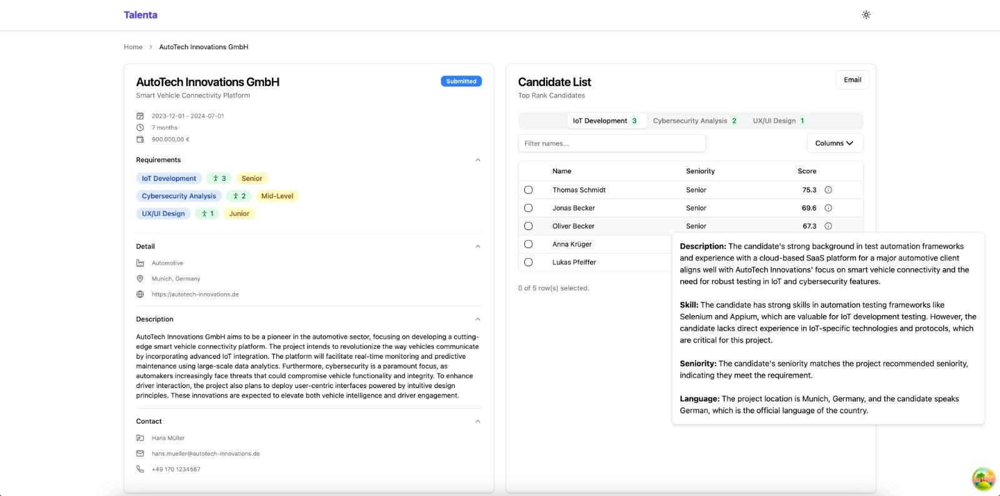 Talenta
Home > AutoTech Innovations GmbH
AutoTech Innovations GmbH
Submitted
Smart Vehicle Connectivity Platform
2023-12-01 - 2024-07-01
7 months
900.000,00 €
Requirements
IoT Development 3 Senior
Cybersecurity Analysis 2 Mid-Level
UX/UI Design 1 Junior
Detail
Automotive
Munich, Germany
https://autotech-innovations.de
Description
AutoTech Innovations GmbH aims to be a pioneer in the automotive sector, focusing on developing a cutting-
edge smart vehicle connectivity platform. The project intends to revolutionize the way vehicles communicate
by incorporating advanced IoT integration. The platform will facilitate real-time monitoring and predictive
maintenance using large-scale data analytics. Furthermore, cybersecurity is a paramount focus, as
automakers increasingly face threats that could compromise vehicle functionality and integrity. To enhance
driver interaction, the project also plans to deploy user-centric interfaces powered by intuitive design
principles. These innovations are expected to elevate both vehicle intelligence and driver engagement.
Contact
Hans Müller
hans.mueller@autotech-innovations.de
+49 170 1234567
Candidate List
Email
Top Rank Candidates
IoT Development 3 Cybersecurity Analysis 2 UX/UI Design 1
Filter names...
Columns
Name Seniority Score
Thomas Schmidt Senior 75.3
Jonas Becker Senior 69.6
Oliver Becker Senior 67.3
Anna Krüger
Lukas Pfeiffer
0 of 5 row(s) selected.
Description: The candidate's strong background in test automation frameworks
and experience with a cloud-based SaaS platform for a major automotive client
aligns well with AutoTech Innovations' focus on smart vehicle connectivity and the
need for robust testing in IoT and cybersecurity features.
Skill: The candidate has strong skills in automation testing frameworks like
Selenium and Appium, which are valuable for IoT development testing. However, the
candidate lacks direct experience in IoT-specific technologies and protocols, which
are critical for this project.
Seniority: The candidate's seniority matches the project recommended seniority,
indicating they meet the requirement.
Language: The project location is Munich, Germany, and the candidate speaks
German, which is the official language of the country.